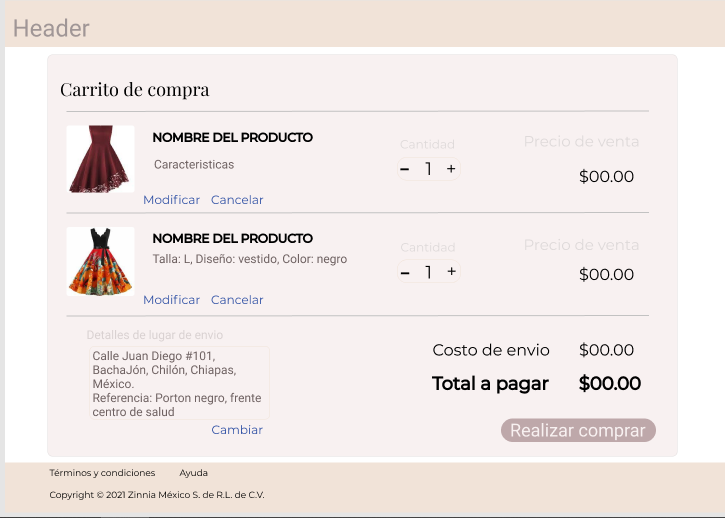 Header
Carrito de compra
NOMBRE DEL PRODUCTO
Cantidad
Precio de venta
Caracteristicas
- 1 +
$00.00
Modificar Cancelar
NOMBRE DEL PRODUCTO
Cantidad
Precio de venta
Talla: L, Diseño: vestido, Color: negro
- 1 +
$00.00
Modificar Cancelar
Detalles de lugar de envio
Calle Juan Diego #101,
BachaJón, Chilón, Chiapas,
México.
Referencia: Porton negro, frente
centro de salud
Cambiar
Costo de envio $00.00
Total a pagar $00.00
Realizar comprar
Términos y condiciones Ayuda
Copyright © 2021 Zinnia México S. de R.L. de C.V.